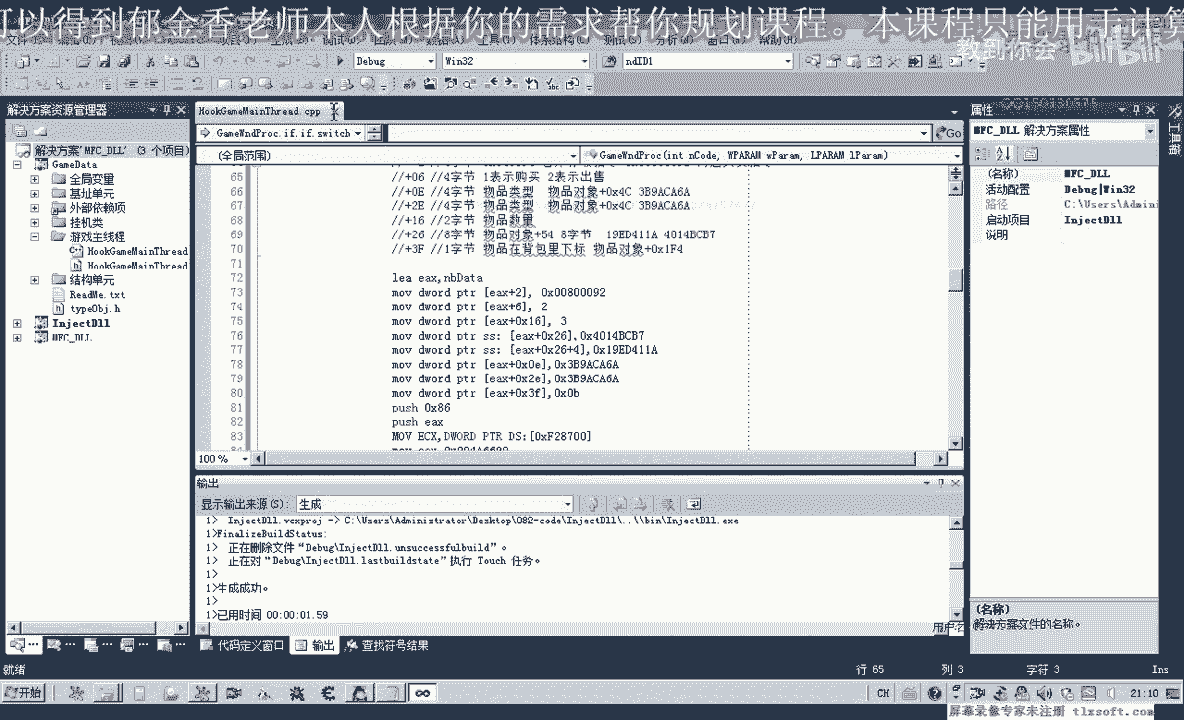 可以得到郁金香老师本人根据你的需求帮你规划课程。本课程只能用于计算
教到你会 bilibili
Debug
Win32
ndID1
解决方案资源管理器
解决方案'MFC_DLL' (3 个项目)
GameData
全局变量
基址单元
外部依赖项
挂机类
游戏主线程
HookGameMainThread
HookGameMainThread
结构单元
ReadMe.txt
typeObj.h
InjectDll
MFC_DLL
HookGameMainThread.cpp
GameWndProc.if.if.switch
Go
(全局范围)
GameWndProc(int nCode, WPARAM wParam, LPARAM lParam)
65 //+06 //4字节 1表示购买 2表示出售
66 //+0E //4字节 物品类型 物品对象+0x4C 3B9ACA6A
67 //+2E //4字节 物品类型 物品对象+0x4C 3B9ACA6A
68 //+16 //2字节 物品数量
69 //+26 //8字节 物品对象+54 8字节 19ED411A 4014BCB7
70 //+3F //1字节 物品在背包里下标 物品对象+0x1F4
71
72 lea eax,nbData
73 mov dword ptr [eax+2], 0x00800092
74 mov dword ptr [eax+6], 2
75 mov dword ptr [eax+0x16], 3
76 mov dword ptr ss: [eax+0x26],0x4014BCB7
77 mov dword ptr ss: [eax+0x26+4],0x19ED411A
78 mov dword ptr [eax+0x0e],0x3B9ACA6A
79 mov dword ptr [eax+0x2e],0x3B9ACA6A
80 mov dword ptr [eax+0x3f],0x0b
81 push 0x86
82 push eax
83 MOV ECX,DWORD PTR DS:[0xF28700]
100 %
输出
显示输出来源(S): 生成
1> InjectDll.vcxproj -> C:\Users\Administrator\Desktop\082-code\InjectDll\..\\bin\InjectDll.exe
1>FinalizeBuildStatus:
1> 正在删除文件“Debug\InjectDll.unsuccessfulbuild”。
1> 正在对“Debug\InjectDll.lastbuildstate”执行 Touch 任务。
1>
1>生成成功。
1>
1>已用时间 00:00:01.59
代码定义窗口
输出
查找符号结果
属性
MFC_DLL 解决方案属性
(名称) MFC_DLL
活动配置 Debug|Win32
路径 C:\Users\Admini
启动项目 InjectDll
说明
(名称)
解决方案文件的名称。
工具箱
就绪
行 65
列 3
字符 3
Ins
开始
CH
21:10
屏幕录像专家未注册 tlxsoft.com